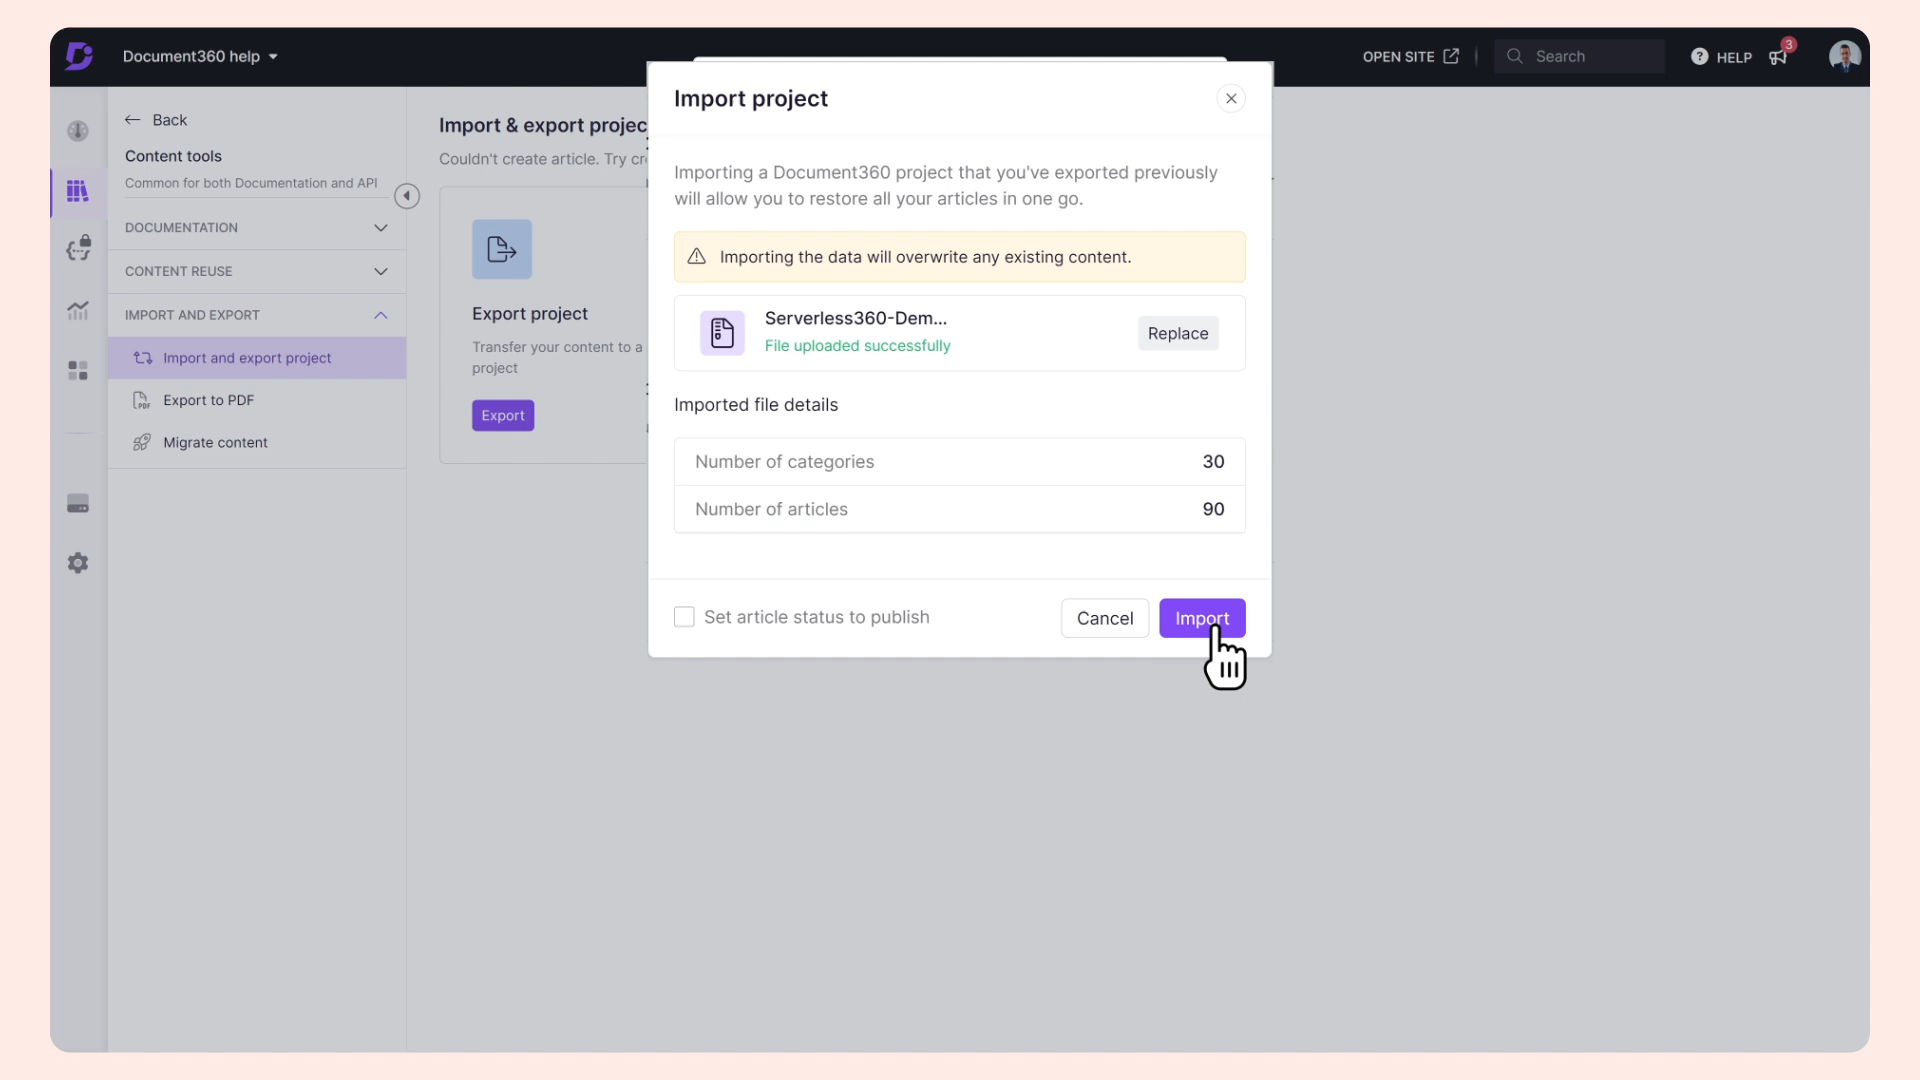 Document360 help
OPEN SITE
Search
HELP
3
Back
Content tools
Common for both Documentation and API
DOCUMENTATION
CONTENT REUSE
IMPORT AND EXPORT
Import and export project
Export to PDF
Migrate content
Import & export projec
Couldn't create article. Try cr
Export project
Transfer your content to a
project
Export
Import project
Importing a Document360 project that you've exported previously
will allow you to restore all your articles in one go.
Importing the data will overwrite any existing content.
Serverless360-Dem...
File uploaded successfully
Replace
Imported file details
Number of categories 30
Number of articles 90
Set article status to publish
Cancel
Import